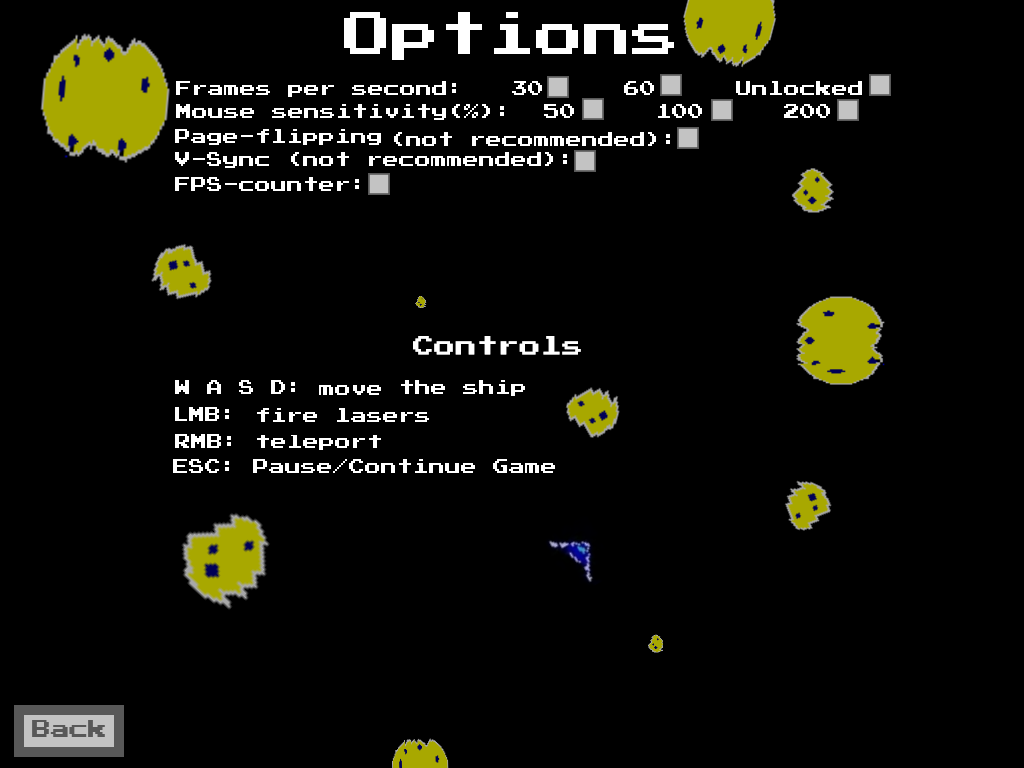 Options
Frames per second: 30 60 Unlocked
Mouse sensitivity(%): 50 100 200
Page-flipping (not recommended):
V-Sync (not recommended):
FPS-counter:
Controls
W A S D: move the ship
LMB: fire lasers
RMB: teleport
ESC: Pause/Continue Game
Back